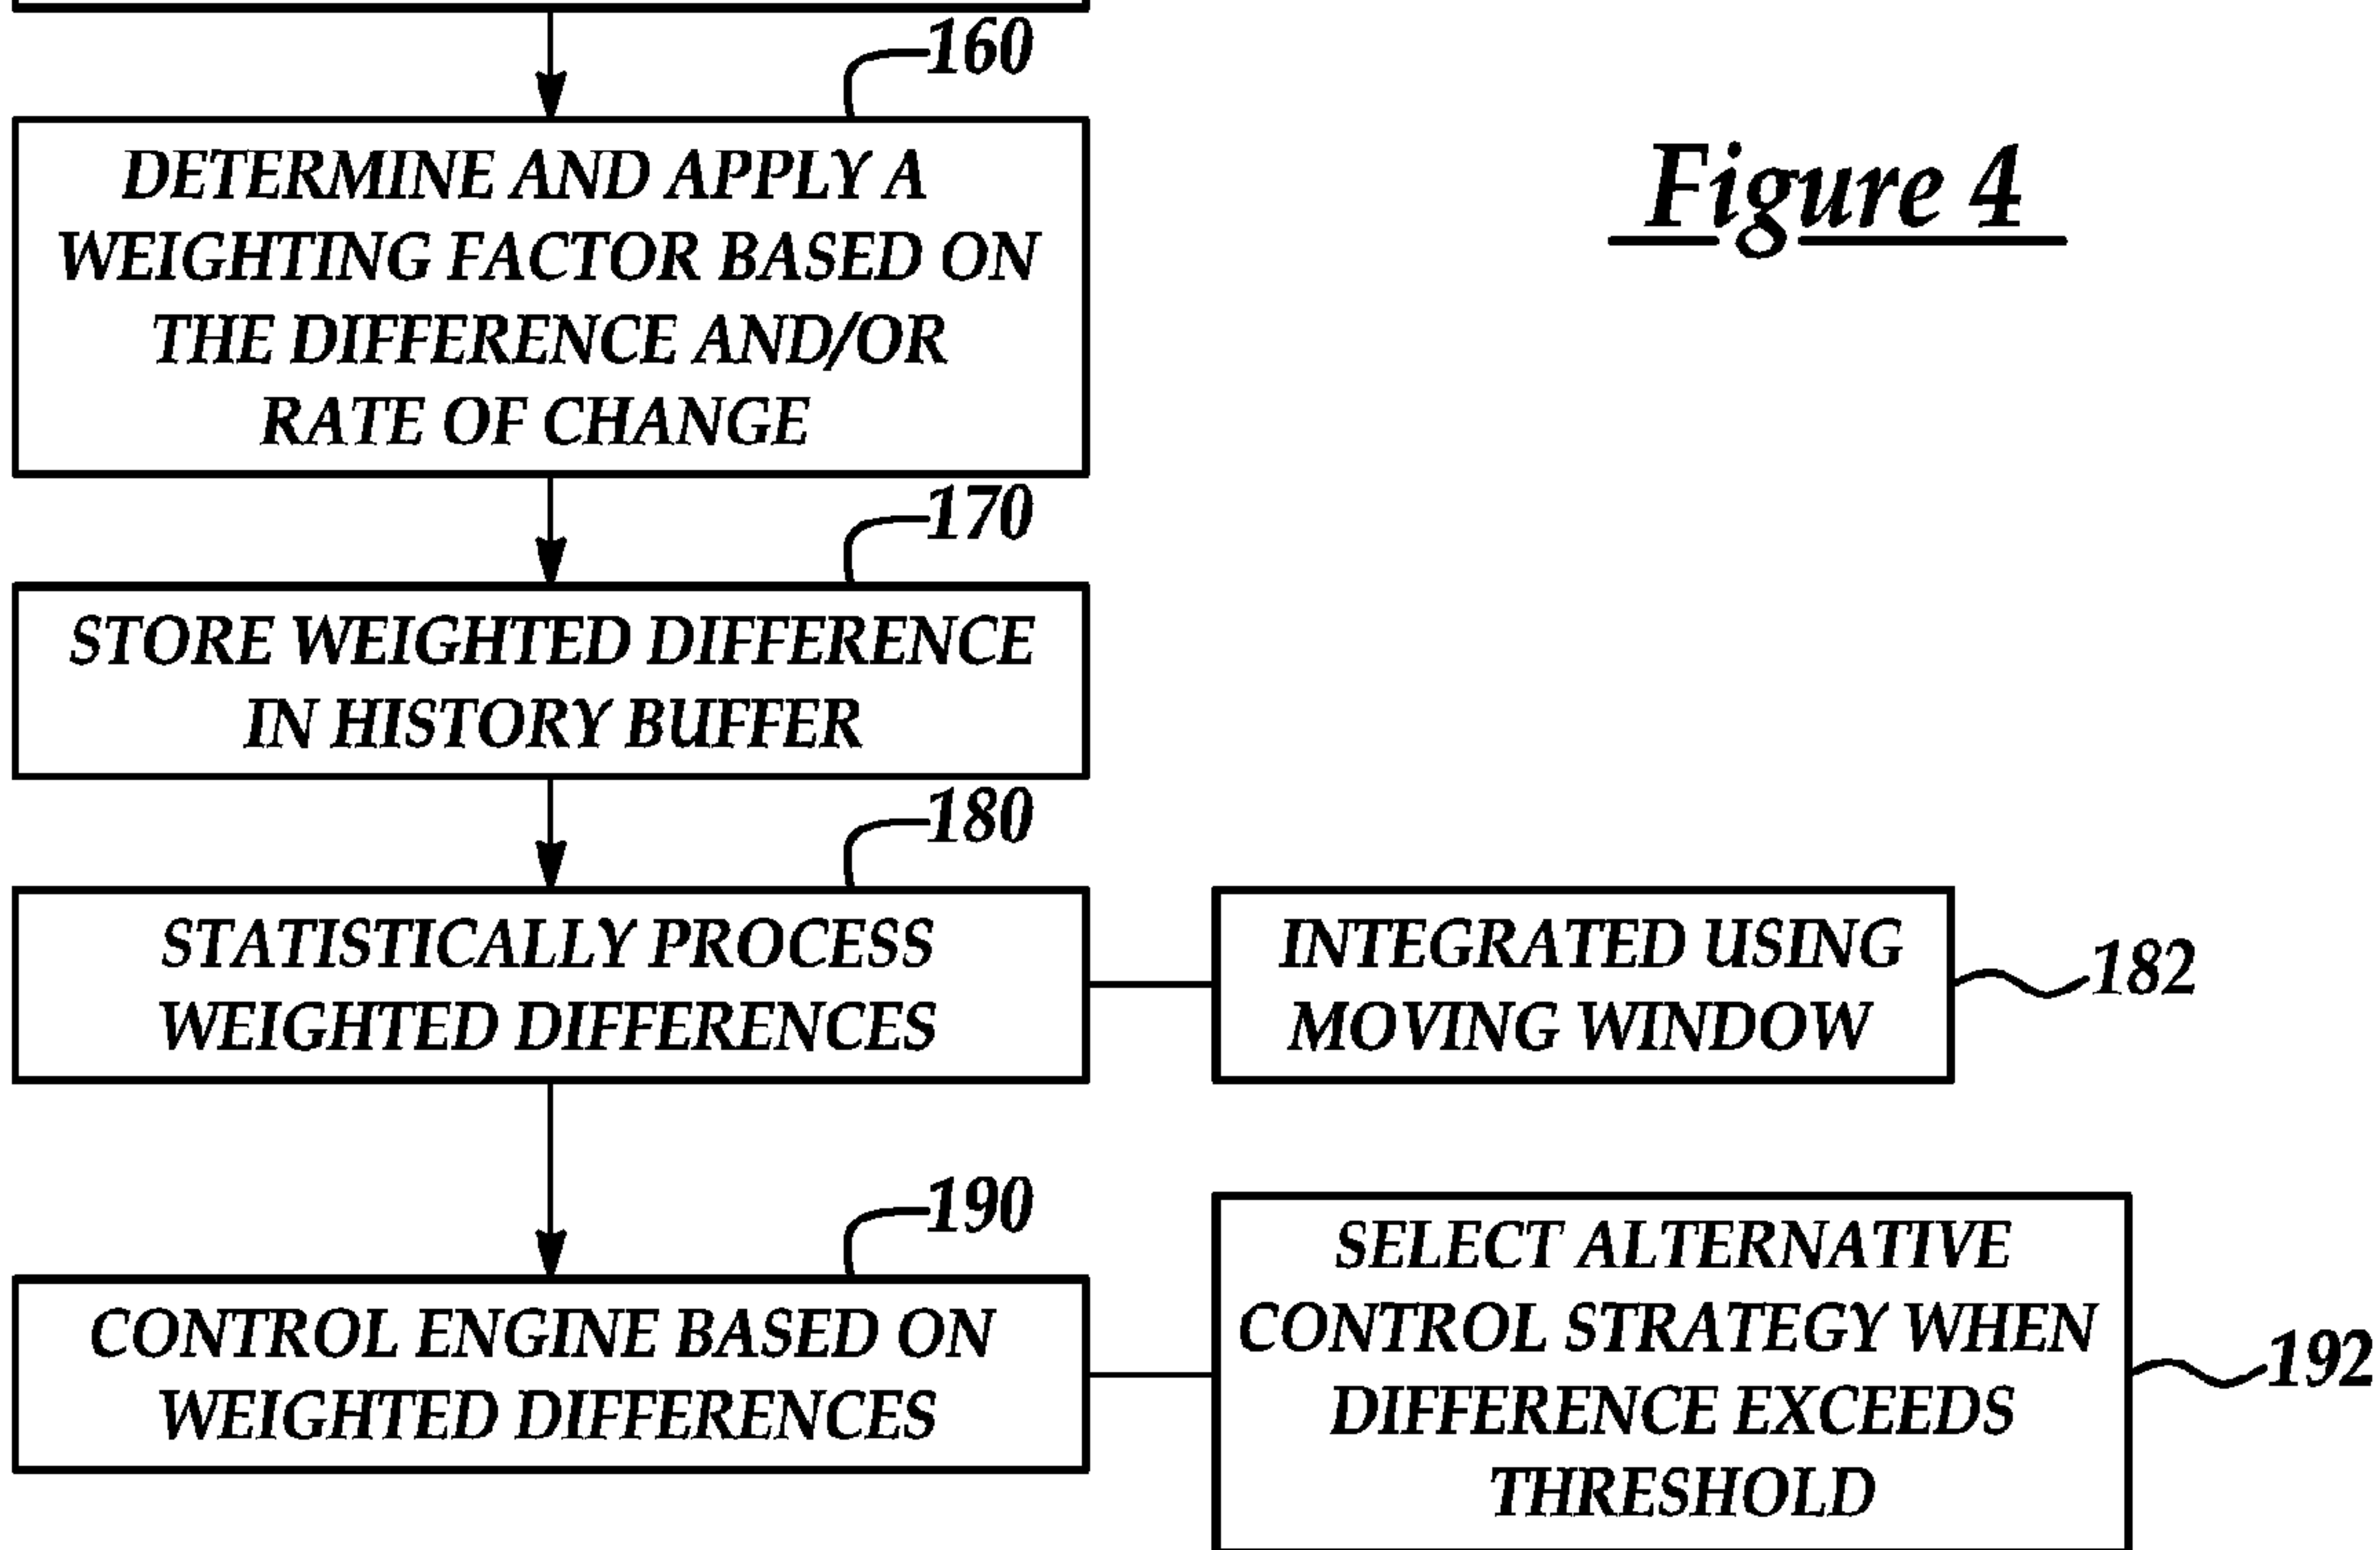 160
Figure 4
DETERMINE AND APPLY A
WEIGHTING FACTOR BASED ON
THE DIFFERENCE AND/OR
RATE OF CHANGE
170
STORE WEIGHTED DIFFERENCE
IN HISTORY BUFFER
180
STATISTICALLY PROCESS
WEIGHTED DIFFERENCES
INTEGRATED USING
MOVING WINDOW
182
190
CONTROL ENGINE BASED ON
WEIGHTED DIFFERENCES
SELECT ALTERNATIVE
CONTROL STRATEGY WHEN
DIFFERENCE EXCEEDS
THRESHOLD
192